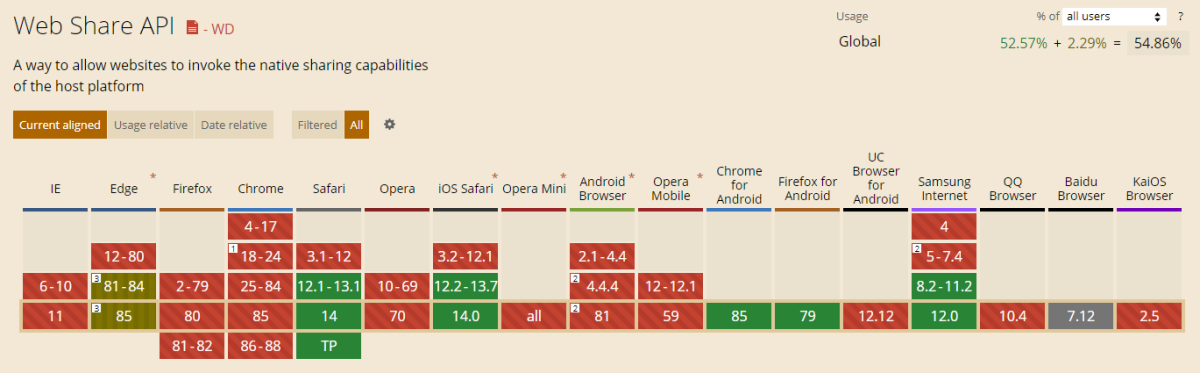 Web Share API - WD
Usage % of all users ?
Global 52.57% + 2.29% = 54.86%
A way to allow websites to invoke the native sharing capabilities
of the host platform
Current aligned Usage relative Date relative Filtered All
IE Edge * Firefox Chrome Safari Opera iOS Safari * Opera Mini * Android Browser * Opera Mobile * Chrome for Android Firefox for Android UC Browser for Android Samsung Internet QQ Browser Baidu Browser KaiOS Browser
4-17 4
12-80 1 18-24 3.1-12 3.2-12.1 2.1-4.4 2 5-7.4
6-10 3 81-84 2-79 25-84 12.1-13.1 10-69 12.2-13.7 2 4.4.4 12-12.1 8.2-11.2
11 3 85 80 85 14 70 14.0 all 2 81 59 85 79 12.12 12.0 10.4 7.12 2.5
81-82 86-88 TP